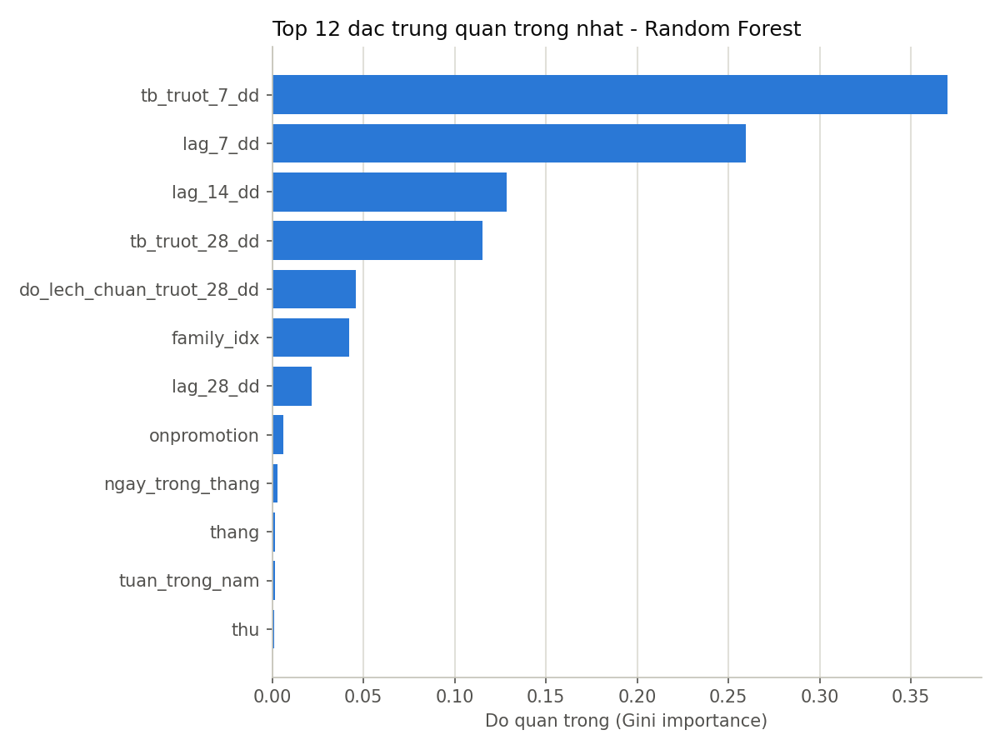 Top 12 dac trung quan trong nhat - Random Forest
tb_truot_7_dd
lag_7_dd
lag_14_dd
tb_truot_28_dd
do_lech_chuan_truot_28_dd
family_idx
lag_28_dd
onpromotion
ngay_trong_thang
thang
tuan_trong_nam
thu
0.00 0.05 0.10 0.15 0.20 0.25 0.30 0.35
Do quan trong (Gini importance)